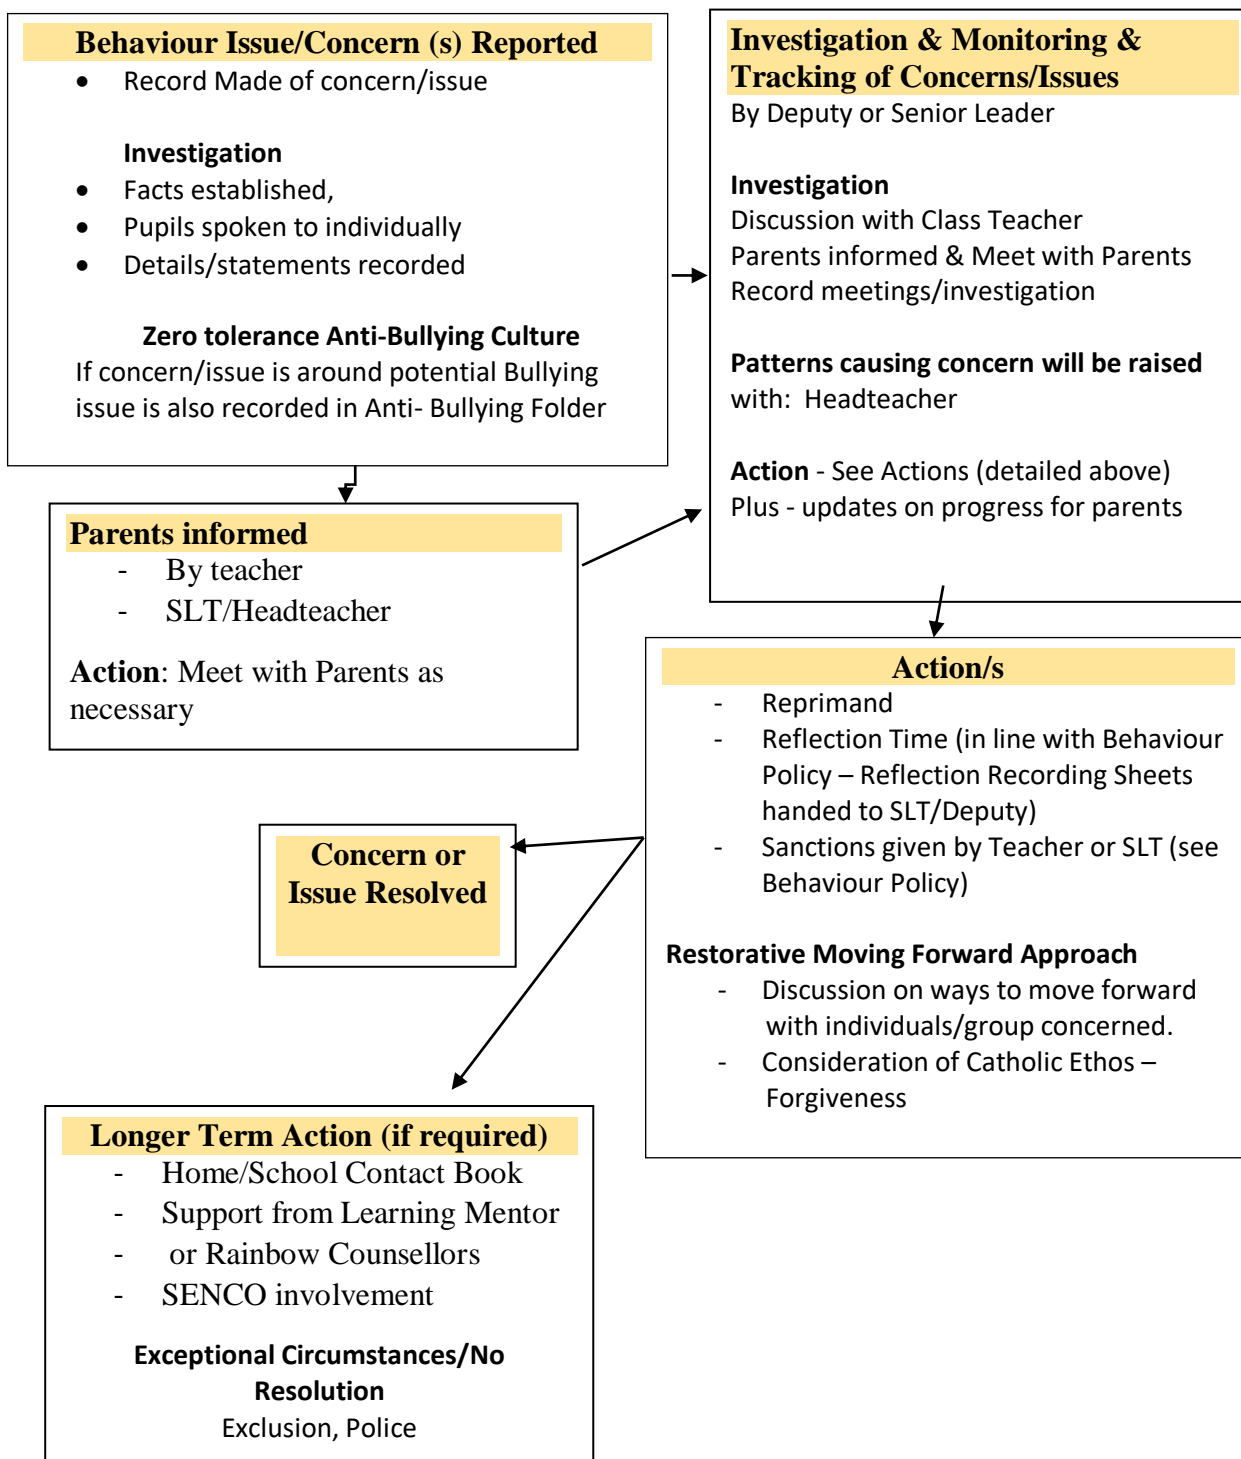 Behaviour Issue/Concern (s) Reported
• Record Made of concern/issue
Investigation
• Facts established,
• Pupils spoken to individually
• Details/statements recorded
Zero tolerance Anti-Bullying Culture
If concern/issue is around potential Bullying
issue is also recorded in Anti- Bullying Folder
Investigation & Monitoring &
Tracking of Concerns/Issues
By Deputy or Senior Leader
Investigation
Discussion with Class Teacher
Parents informed & Meet with Parents
Record meetings/investigation
Patterns causing concern will be raised
with: Headteacher
Action - See Actions (detailed above)
Plus - updates on progress for parents
Parents informed
- By teacher
- SLT/Headteacher
Action: Meet with Parents as
necessary
Action/s
- Reprimand
- Reflection Time (in line with Behaviour
Policy – Reflection Recording Sheets
handed to SLT/Deputy)
- Sanctions given by Teacher or SLT (see
Behaviour Policy)
Restorative Moving Forward Approach
- Discussion on ways to move forward
with individuals/group concerned.
- Consideration of Catholic Ethos –
Forgiveness
Concern or
Issue Resolved
Longer Term Action (if required)
- Home/School Contact Book
- Support from Learning Mentor
- or Rainbow Counsellors
- SENCO involvement
Exceptional Circumstances/No
Resolution
Exclusion, Police